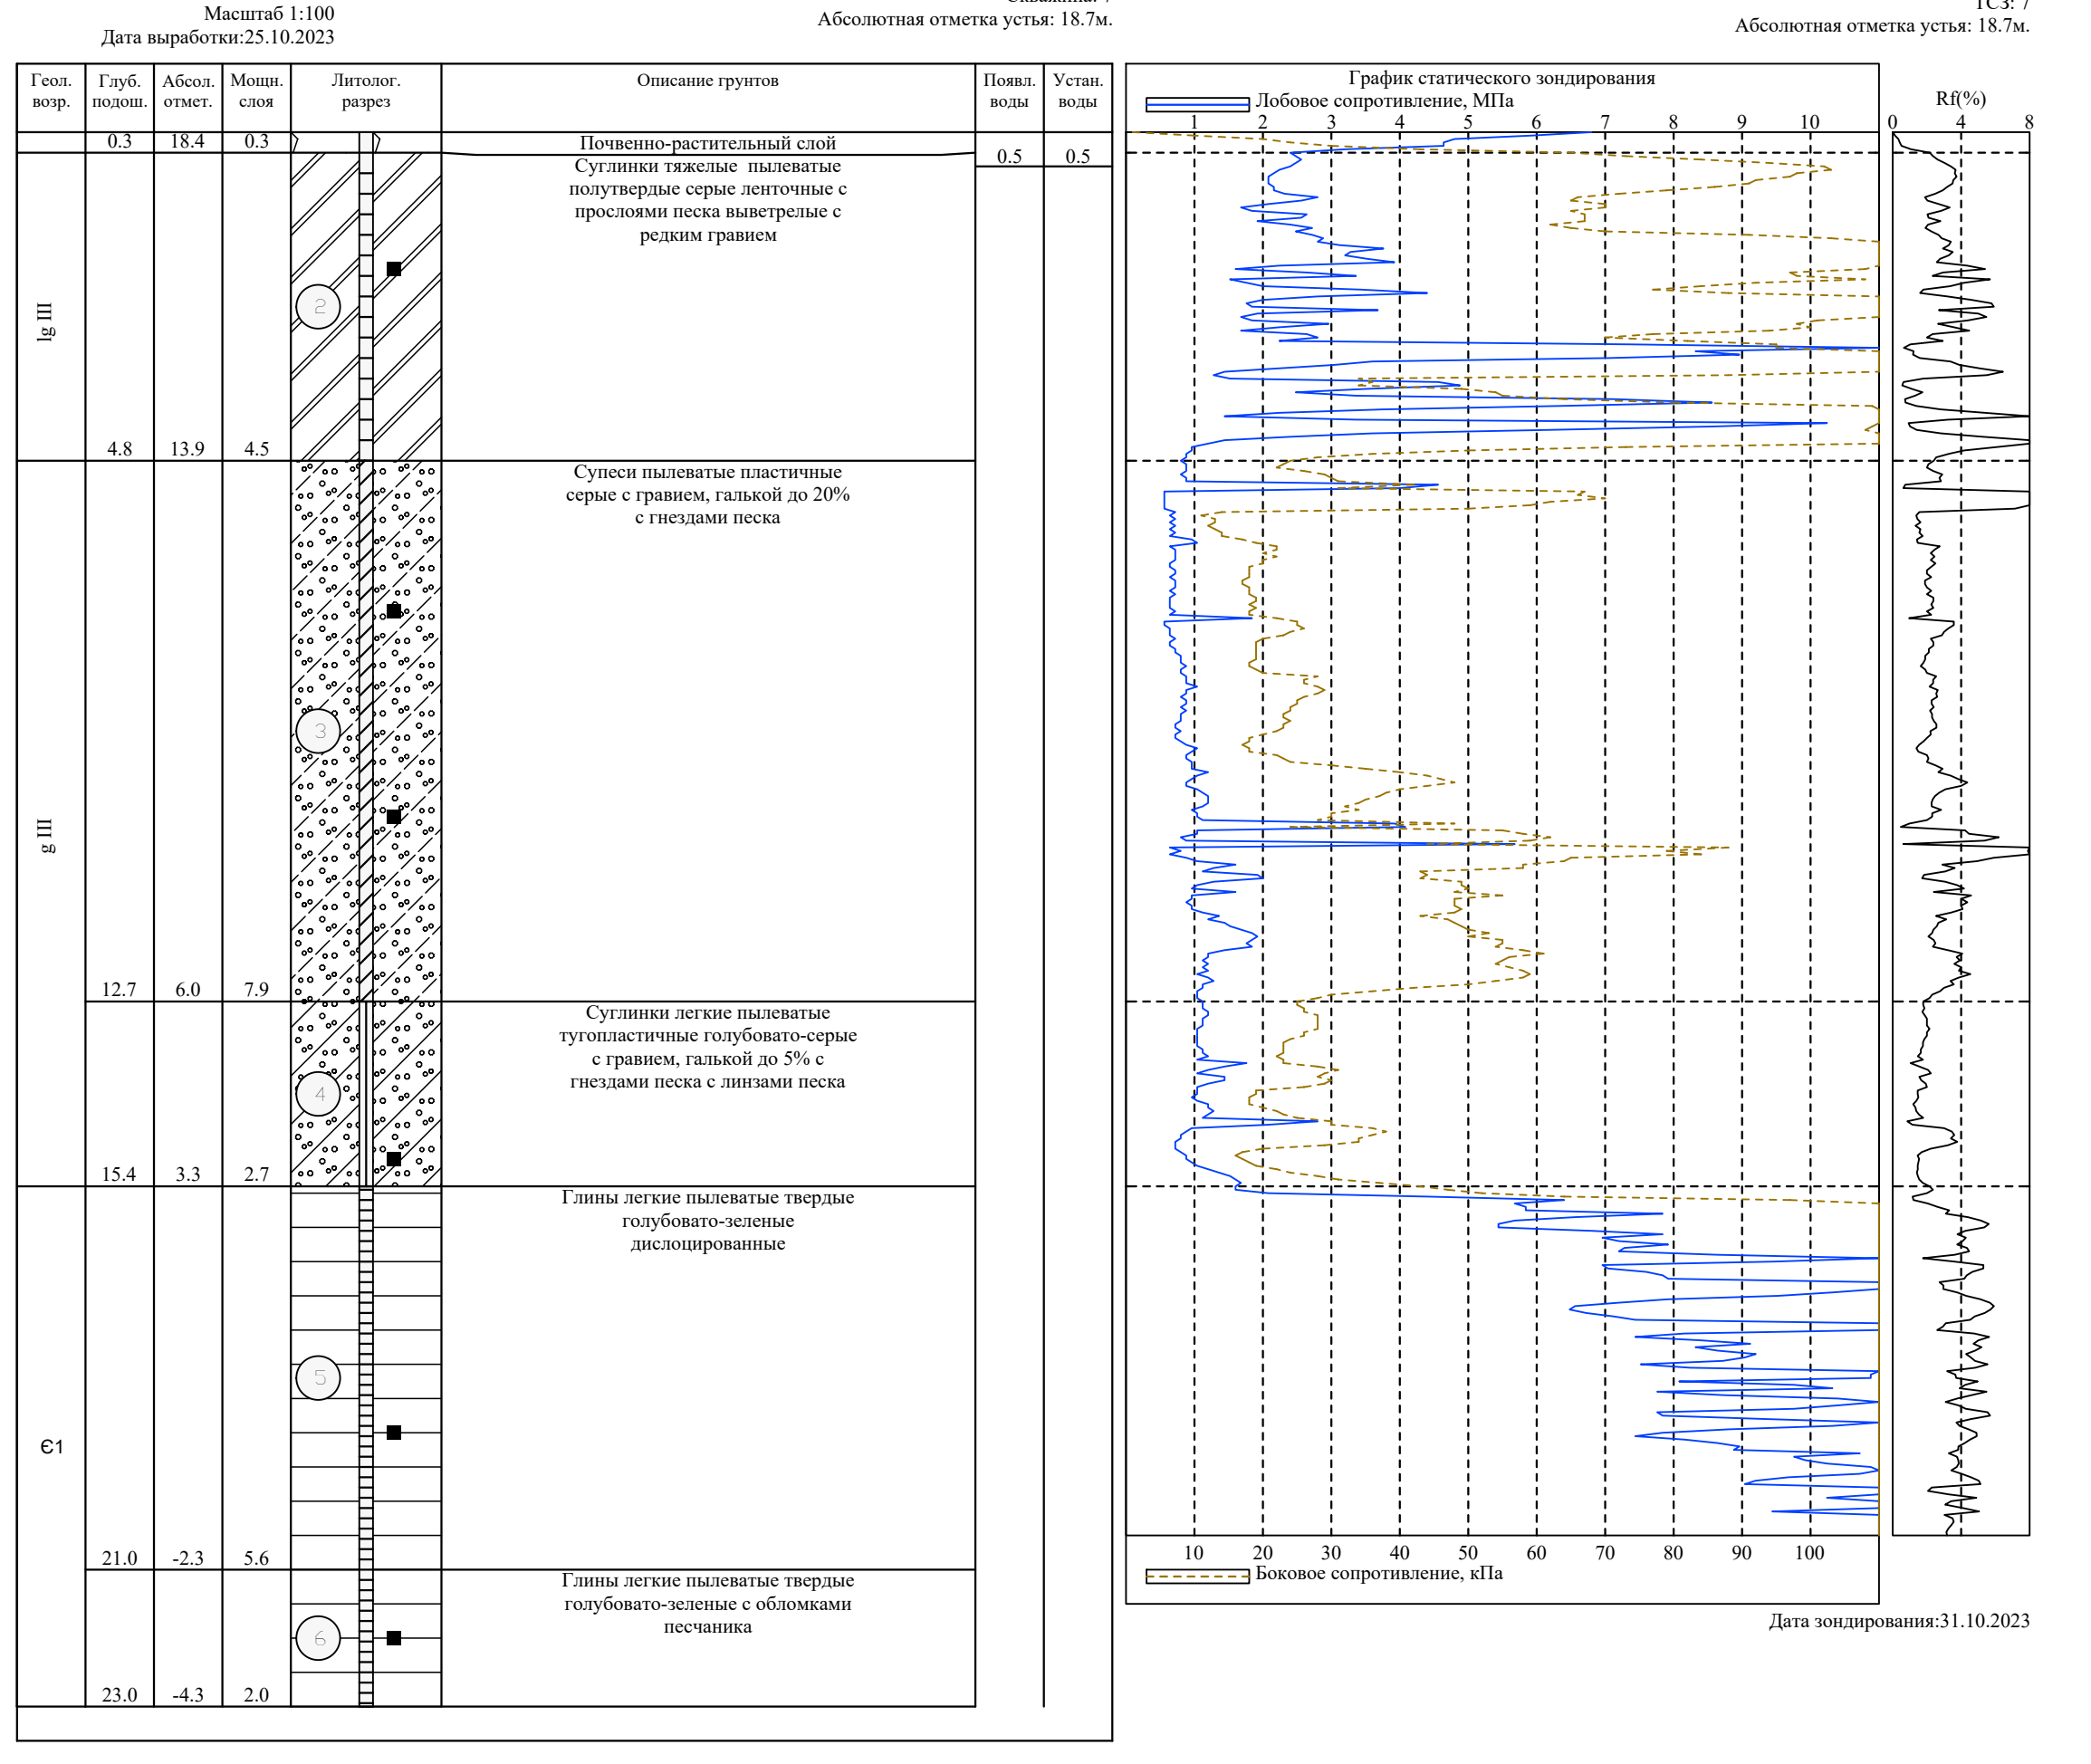 Масштаб 1:100
Дата выработки:25.10.2023
Абсолютная отметка устья: 18.7м.
ТСЗ: 7
Абсолютная отметка устья: 18.7м.
Геол. возр.
Глуб. подош.
Абсол. отмет.
Мощн. слоя
Литолог. разрез
Описание грунтов
Появл. воды
Устан. воды
0.3 18.4 0.3
Почвенно-растительный слой
0.5 0.5
lg III
2
Суглинки тяжелые пылеватые
полутвердые серые ленточные с
прослоями песка выветрелые с
редким гравием
4.8 13.9 4.5
g III
3
Супеси пылеватые пластичные
серые с гравием, галькой до 20%
с гнездами песка
12.7 6.0 7.9
4
Суглинки легкие пылеватые
тугопластичные голубовато-серые
с гравием, галькой до 5% с
гнездами песка с линзами песка
15.4 3.3 2.7
Є1
5
Глины легкие пылеватые твердые
голубовато-зеленые
дислоцированные
21.0 -2.3 5.6
6
Глины легкие пылеватые твердые
голубовато-зеленые с обломками
песчаника
23.0 -4.3 2.0
График статического зондирования
Лобовое сопротивление, МПа
1 2 3 4 5 6 7 8 9 10
Rf(%)
0 4 8
10 20 30 40 50 60 70 80 90 100
Боковое сопротивление, кПа
Дата зондирования:31.10.2023